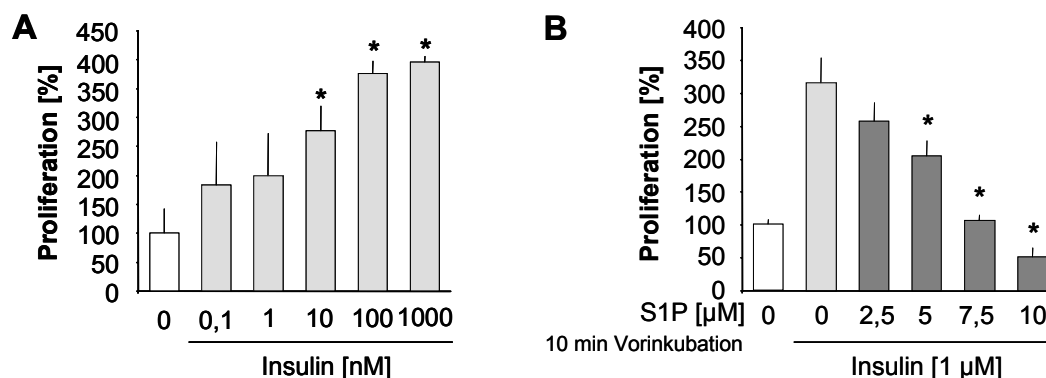 A
Proliferation [%]
450
400
350
300
250
200
150
100
50
0
*
*
*
0 0,1 1 10 100 1000
Insulin [nM]
B
Proliferation [%]
400
350
300
250
200
150
100
50
0
*
*
*
S1P [µM] 0 0 2,5 5 7,5 10
10 min Vorinkubation
Insulin [1 µM]